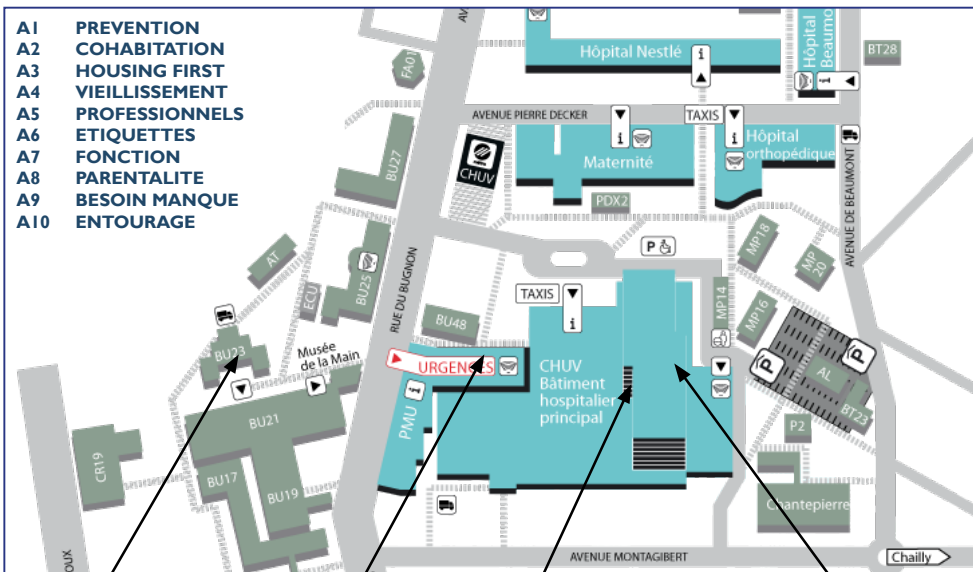 A1 PREVENTION
A2 COHABITATION
A3 HOUSING FIRST
A4 VIEILLISSEMENT
A5 PROFESSIONNELS
A6 ETIQUETTES
A7 FONCTION
A8 PARENTALITE
A9 BESOIN MANQUE
A10 ENTOURAGE
AV
FA01
Hôpital Nestlé
i
Hôpital
Beaumo
i
BT28
AVENUE PIERRE DECKER
TAXIS
i
i
Maternité
Hôpital
orthopédique
CHUV
BU27
PDX2
AVENUE DE BEAUMONT
P
MP18
MP
20
AT
ECU
BU25
RUE DU BUGNON
TAXIS
i
MP14
MP16
BU48
BU23
Musée
de la Main
URGENCES
i
PMU
CHUV
Bâtiment
hospitalier
principal
P
P
AL
BT23
BU21
P2
CR19
BU17
BU19
Chantepierre
OUX
AVENUE MONTAGIBERT
Chailly